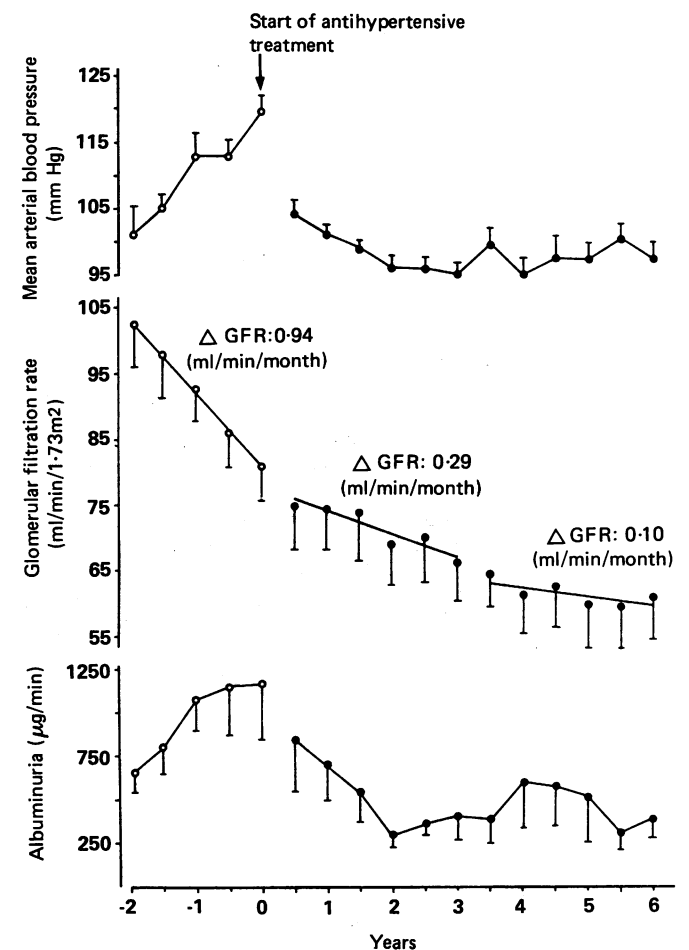 Start of antihypertensive
treatment
Mean arterial blood pressure
(mm Hg)
125
115
105
95
Glomerular filtration rate
(ml/min/1·73m2)
105
95
85
75
65
55
△ GFR:0·94
(ml/min/month)
△ GFR: 0·29
(ml/min/month)
△ GFR: 0·10
(ml/min/month)
Albuminuria (μg/min)
1250
750
250
-2 -1 0 1 2 3 4 5 6
Years